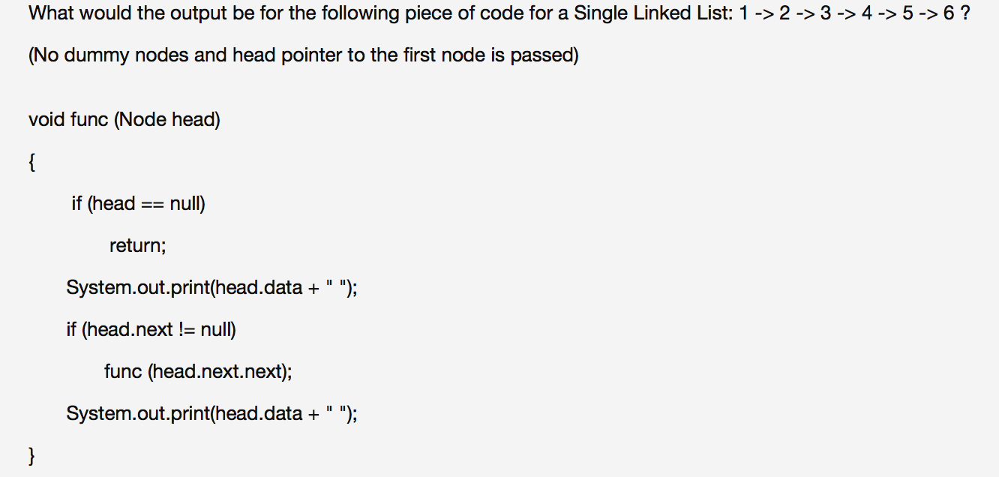 What would the output be for the following piece of code for a Single Linked List: 1 -> 2 -> 3 -> 4 -> 5 -> 6 ?
(No dummy nodes and head pointer to the first node is passed)
void func (Node head)
{
if (head == null)
return;
System.out.print(head.data + " ");
if (head.next != null)
func (head.next.next);
System.out.print(head.data + " ");
}